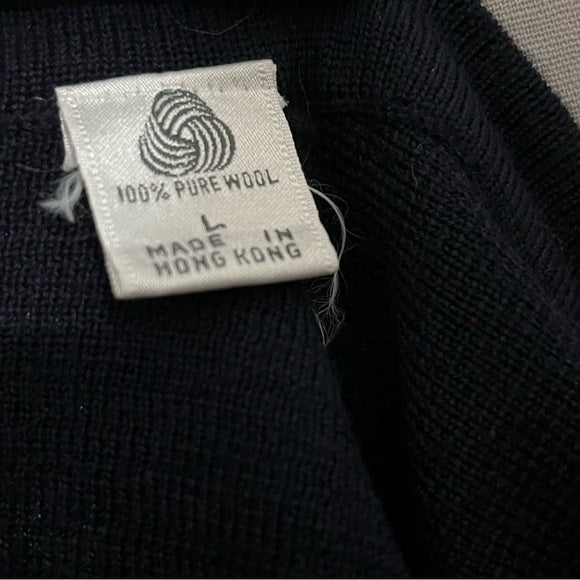 100% PURE WOOL
L
MADE IN
HONG KONG